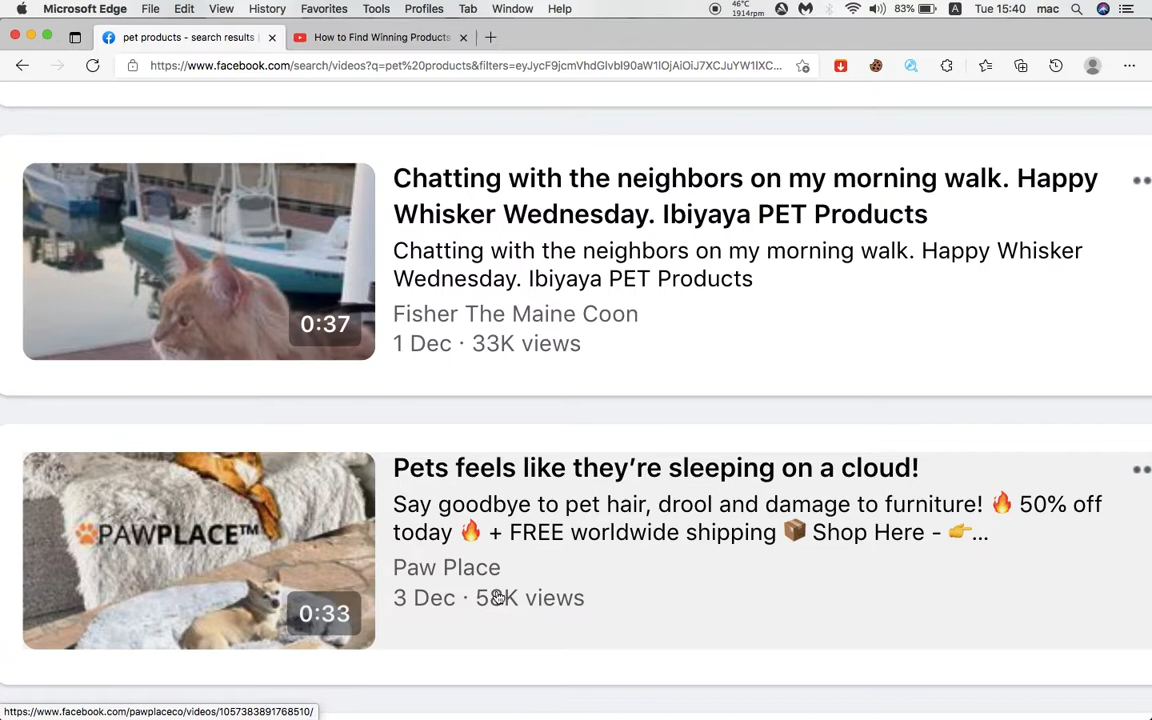 Microsoft Edge File Edit View History Favorites Tools Profiles Tab Window Help 46°C 1914rpm 83% A Tue 15:40 mac
pet products - search results How to Find Winning Products
https://www.facebook.com/search/videos?q=pet%20products&filters=eyJycF9jcmVhdGlvbl90aW1lOjAiOiJ7XCJuYW1lXC...
Chatting with the neighbors on my morning walk. Happy
Whisker Wednesday. Ibiyaya PET Products
Chatting with the neighbors on my morning walk. Happy Whisker
Wednesday. Ibiyaya PET Products
0:37
Fisher The Maine Coon
1 Dec · 33K views
Pets feels like they’re sleeping on a cloud!
Say goodbye to pet hair, drool and damage to furniture! 🔥 50% off
today 🔥 + FREE worldwide shipping 📦 Shop Here - 👉...
PAWPLACE™
Paw Place
3 Dec · 58K views
0:33
https://www.facebook.com/pawplaceco/videos/1057383891768510/